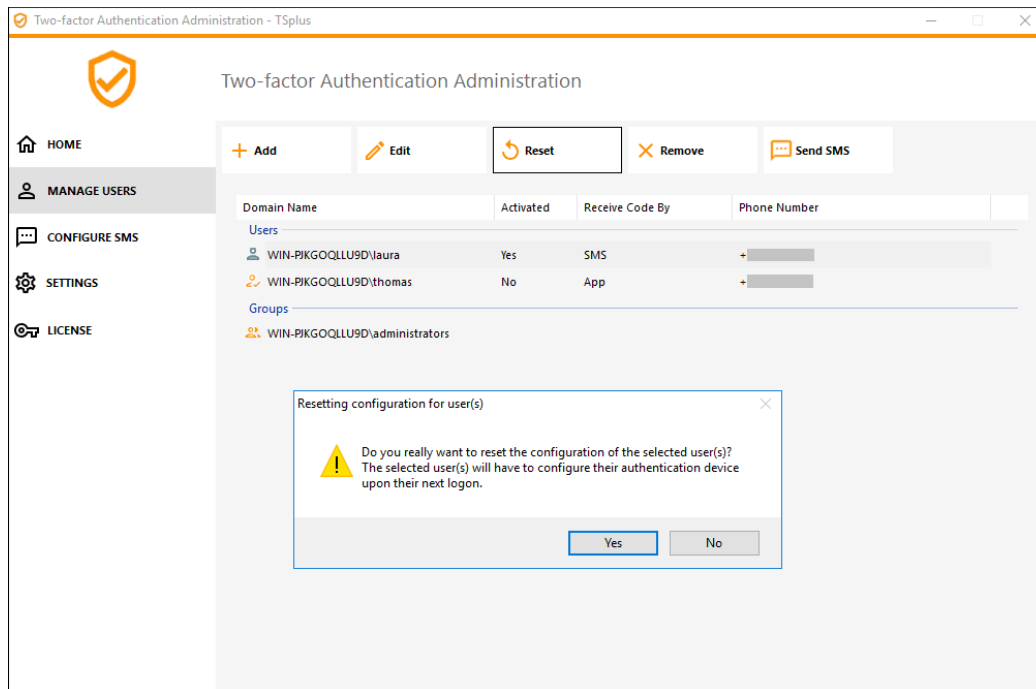 Two-factor Authentication Administration - TSplus
Two-factor Authentication Administration
HOME
MANAGE USERS
CONFIGURE SMS
SETTINGS
LICENSE
Add
Edit
Reset
Remove
Send SMS
Domain Name Activated Receive Code By Phone Number
Users
WIN-PJKGOQLLU9D\laura Yes SMS +
WIN-PJKGOQLLU9D\thomas No App +
Groups
WIN-PJKGOQLLU9D\administrators
Resetting configuration for user(s)
Do you really want to reset the configuration of the selected user(s)?
The selected user(s) will have to configure their authentication device
upon their next logon.
Yes
No